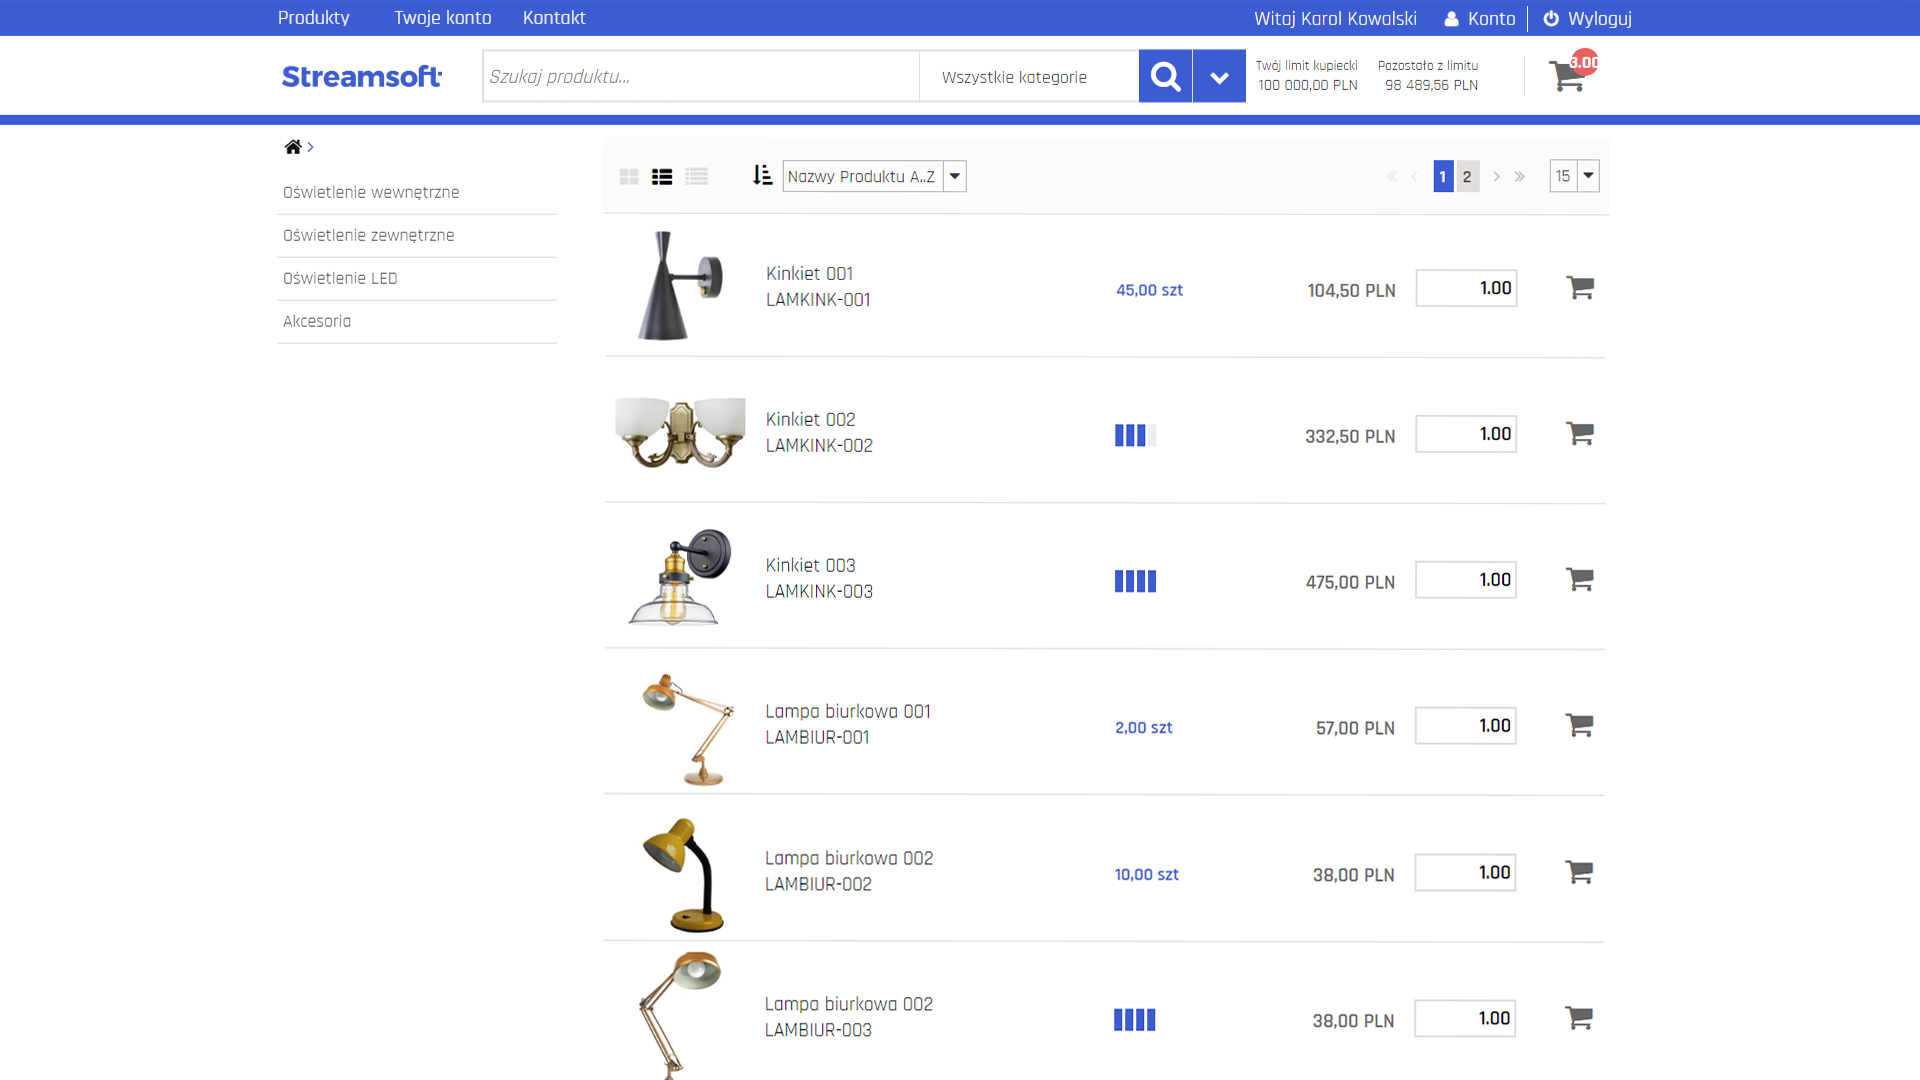 Produkty Twoje konto Kontakt Witaj Karol Kowalski Konto Wyloguj
Streamsoft Szukaj produktu... Wszystkie kategorie
Twój limit kupiecki Pozostało z limitu
100 000,00 PLN 98 489,56 PLN
3.00
Oświetlenie wewnętrzne
Oświetlenie zewnętrzne
Oświetlenie LED
Akcesoria
Nazwy Produktu A..Z « ‹ 1 2 › » 15
Kinkiet 001
LAMKINK-001
45,00 szt 104,50 PLN 1.00
Kinkiet 002
LAMKINK-002
332,50 PLN 1.00
Kinkiet 003
LAMKINK-003
475,00 PLN 1.00
Lampa biurkowa 001
LAMBIUR-001
2,00 szt 57,00 PLN 1.00
Lampa biurkowa 002
LAMBIUR-002
10,00 szt 38,00 PLN 1.00
Lampa biurkowa 002
LAMBIUR-003
38,00 PLN 1.00